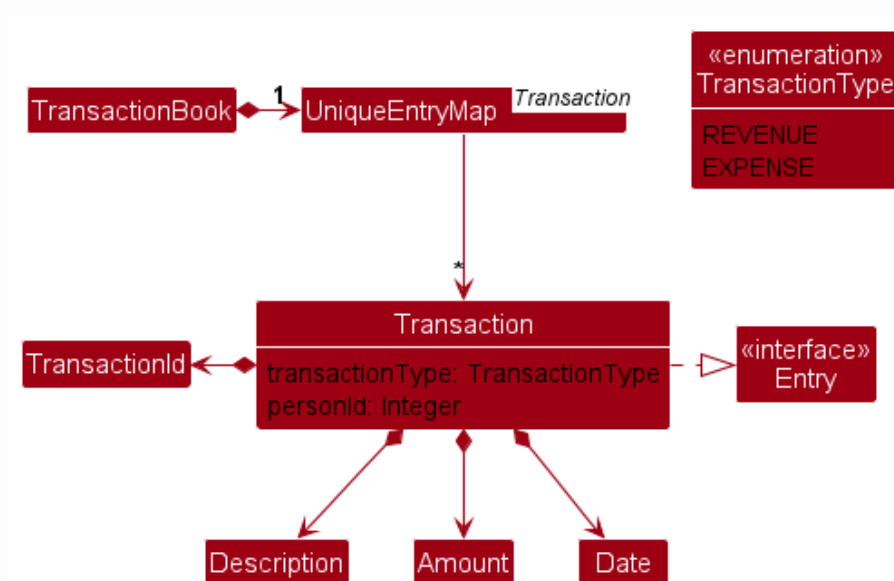 «enumeration»
TransactionType
REVENUE
EXPENSE
TransactionBook
1
UniqueEntryMap
Transaction
*
Transaction
transactionType: TransactionType
personId: Integer
TransactionId
«interface»
Entry
Description
Amount
Date